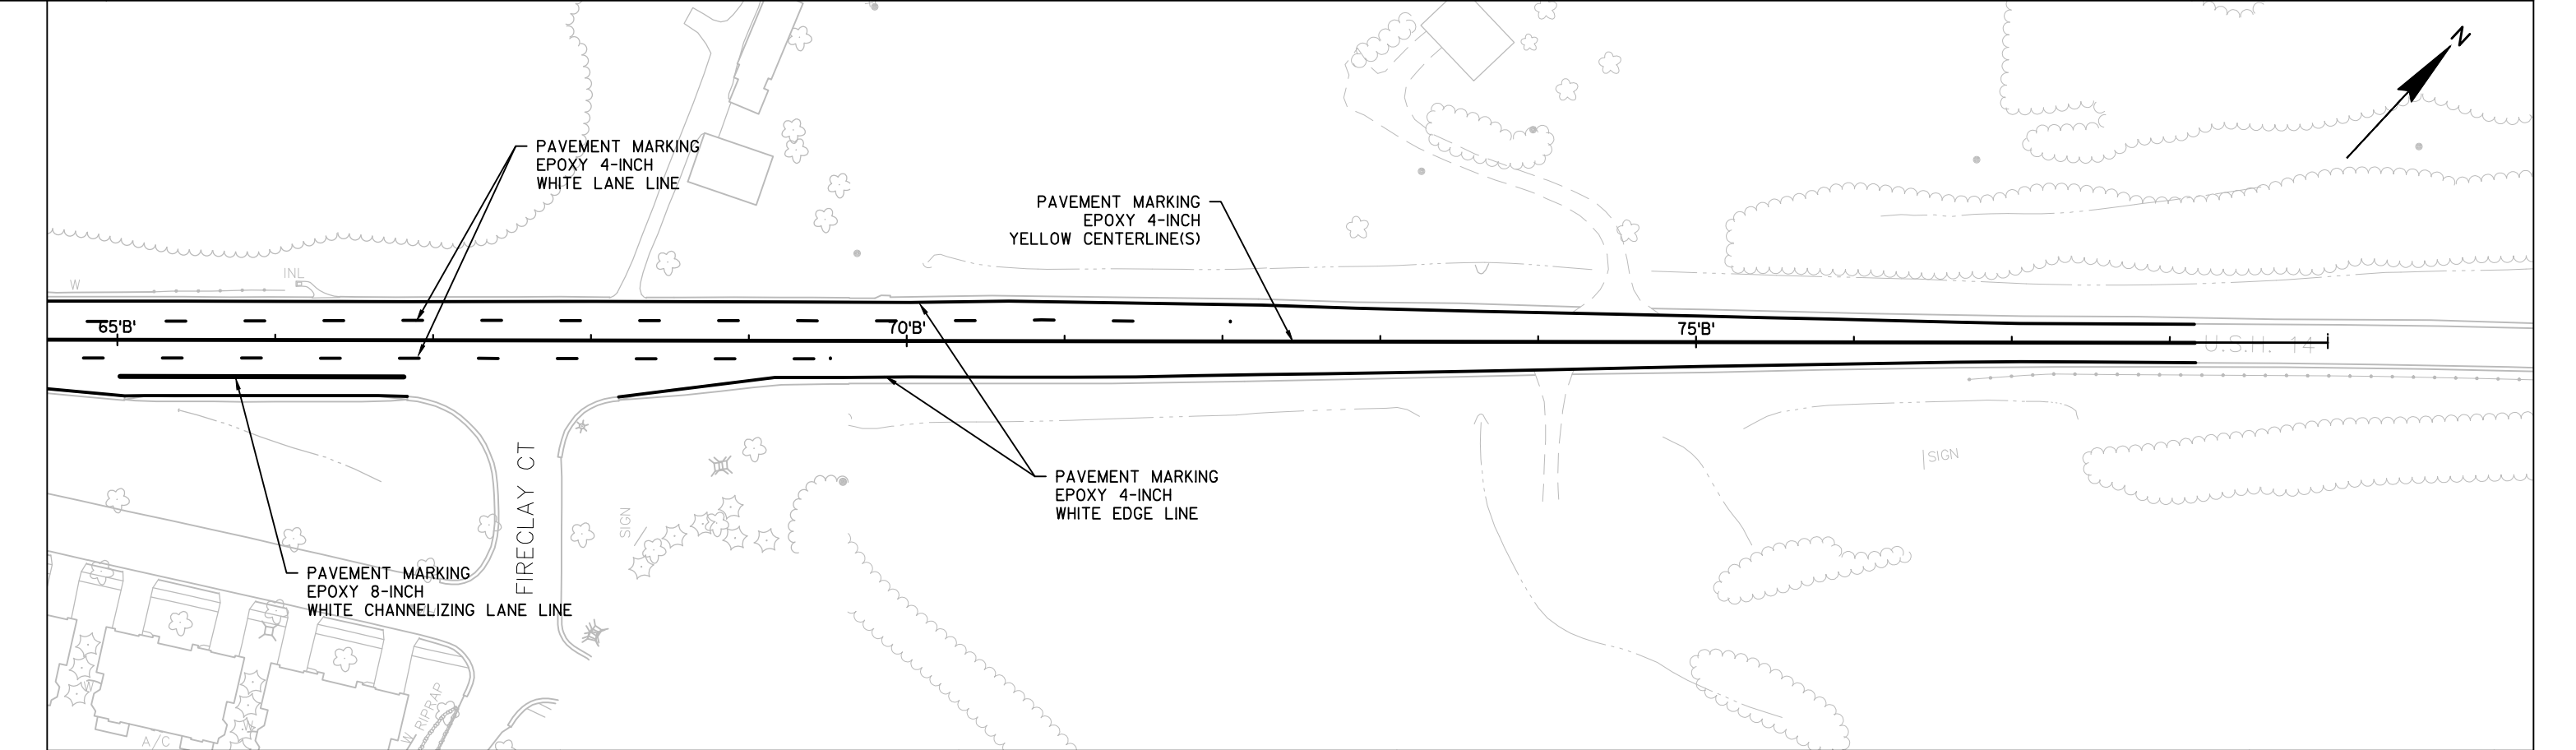 N
PAVEMENT MARKING
EPOXY 4-INCH
WHITE LANE LINE
PAVEMENT MARKING
EPOXY 4-INCH
YELLOW CENTERLINE(S)
INL
W
65'B'
70'B'
75'B'
U.S.H. 14
FIRECLAY CT
SIGN
SIGN
PAVEMENT MARKING
EPOXY 4-INCH
WHITE EDGE LINE
PAVEMENT MARKING
EPOXY 8-INCH
WHITE CHANNELIZING LANE LINE
W
W
RIPRAP
W
A/C